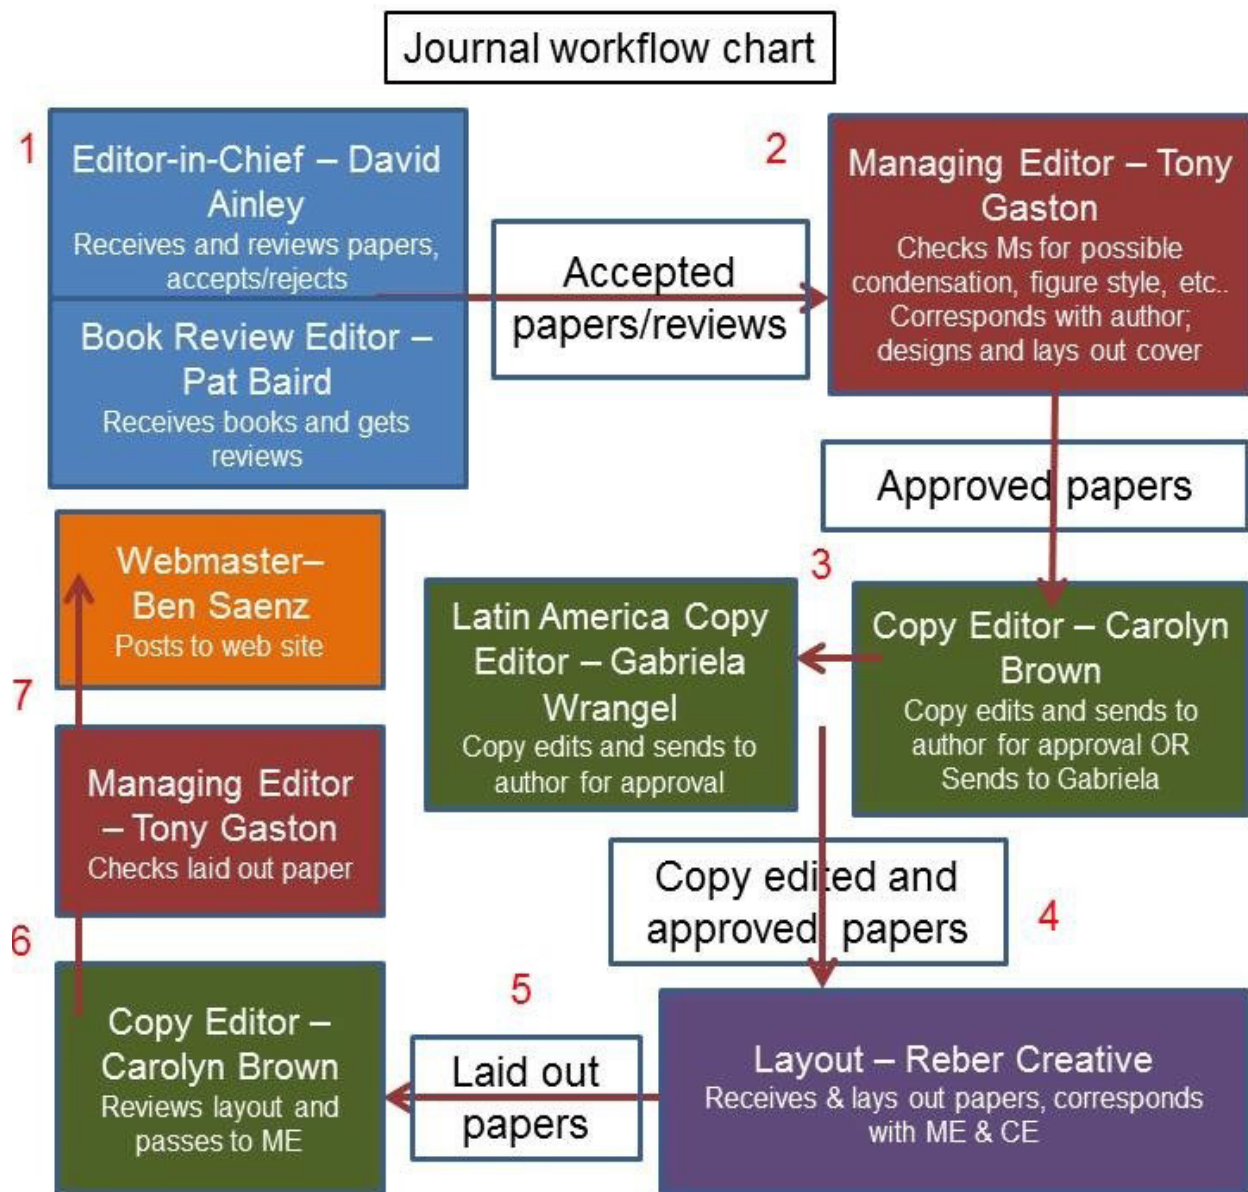 Journal workflow chart
1
Editor-in-Chief – David
Ainley
Receives and reviews papers,
accepts/rejects
Book Review Editor –
Pat Baird
Receives books and gets
reviews
Accepted
papers/reviews
2
Managing Editor – Tony
Gaston
Checks Ms for possible
condensation, figure style, etc..
Corresponds with author;
designs and lays out cover
Approved papers
3
Copy Editor – Carolyn
Brown
Copy edits and sends to
author for approval OR
Sends to Gabriela
Latin America Copy
Editor – Gabriela
Wrangel
Copy edits and sends to
author for approval
Copy edited and
approved papers
4
Layout – Reber Creative
Receives & lays out papers, corresponds
with ME & CE
5
Laid out
papers
Copy Editor –
Carolyn Brown
Reviews layout and
passes to ME
6
Managing Editor
– Tony Gaston
Checks laid out paper
7
Webmaster–
Ben Saenz
Posts to web site